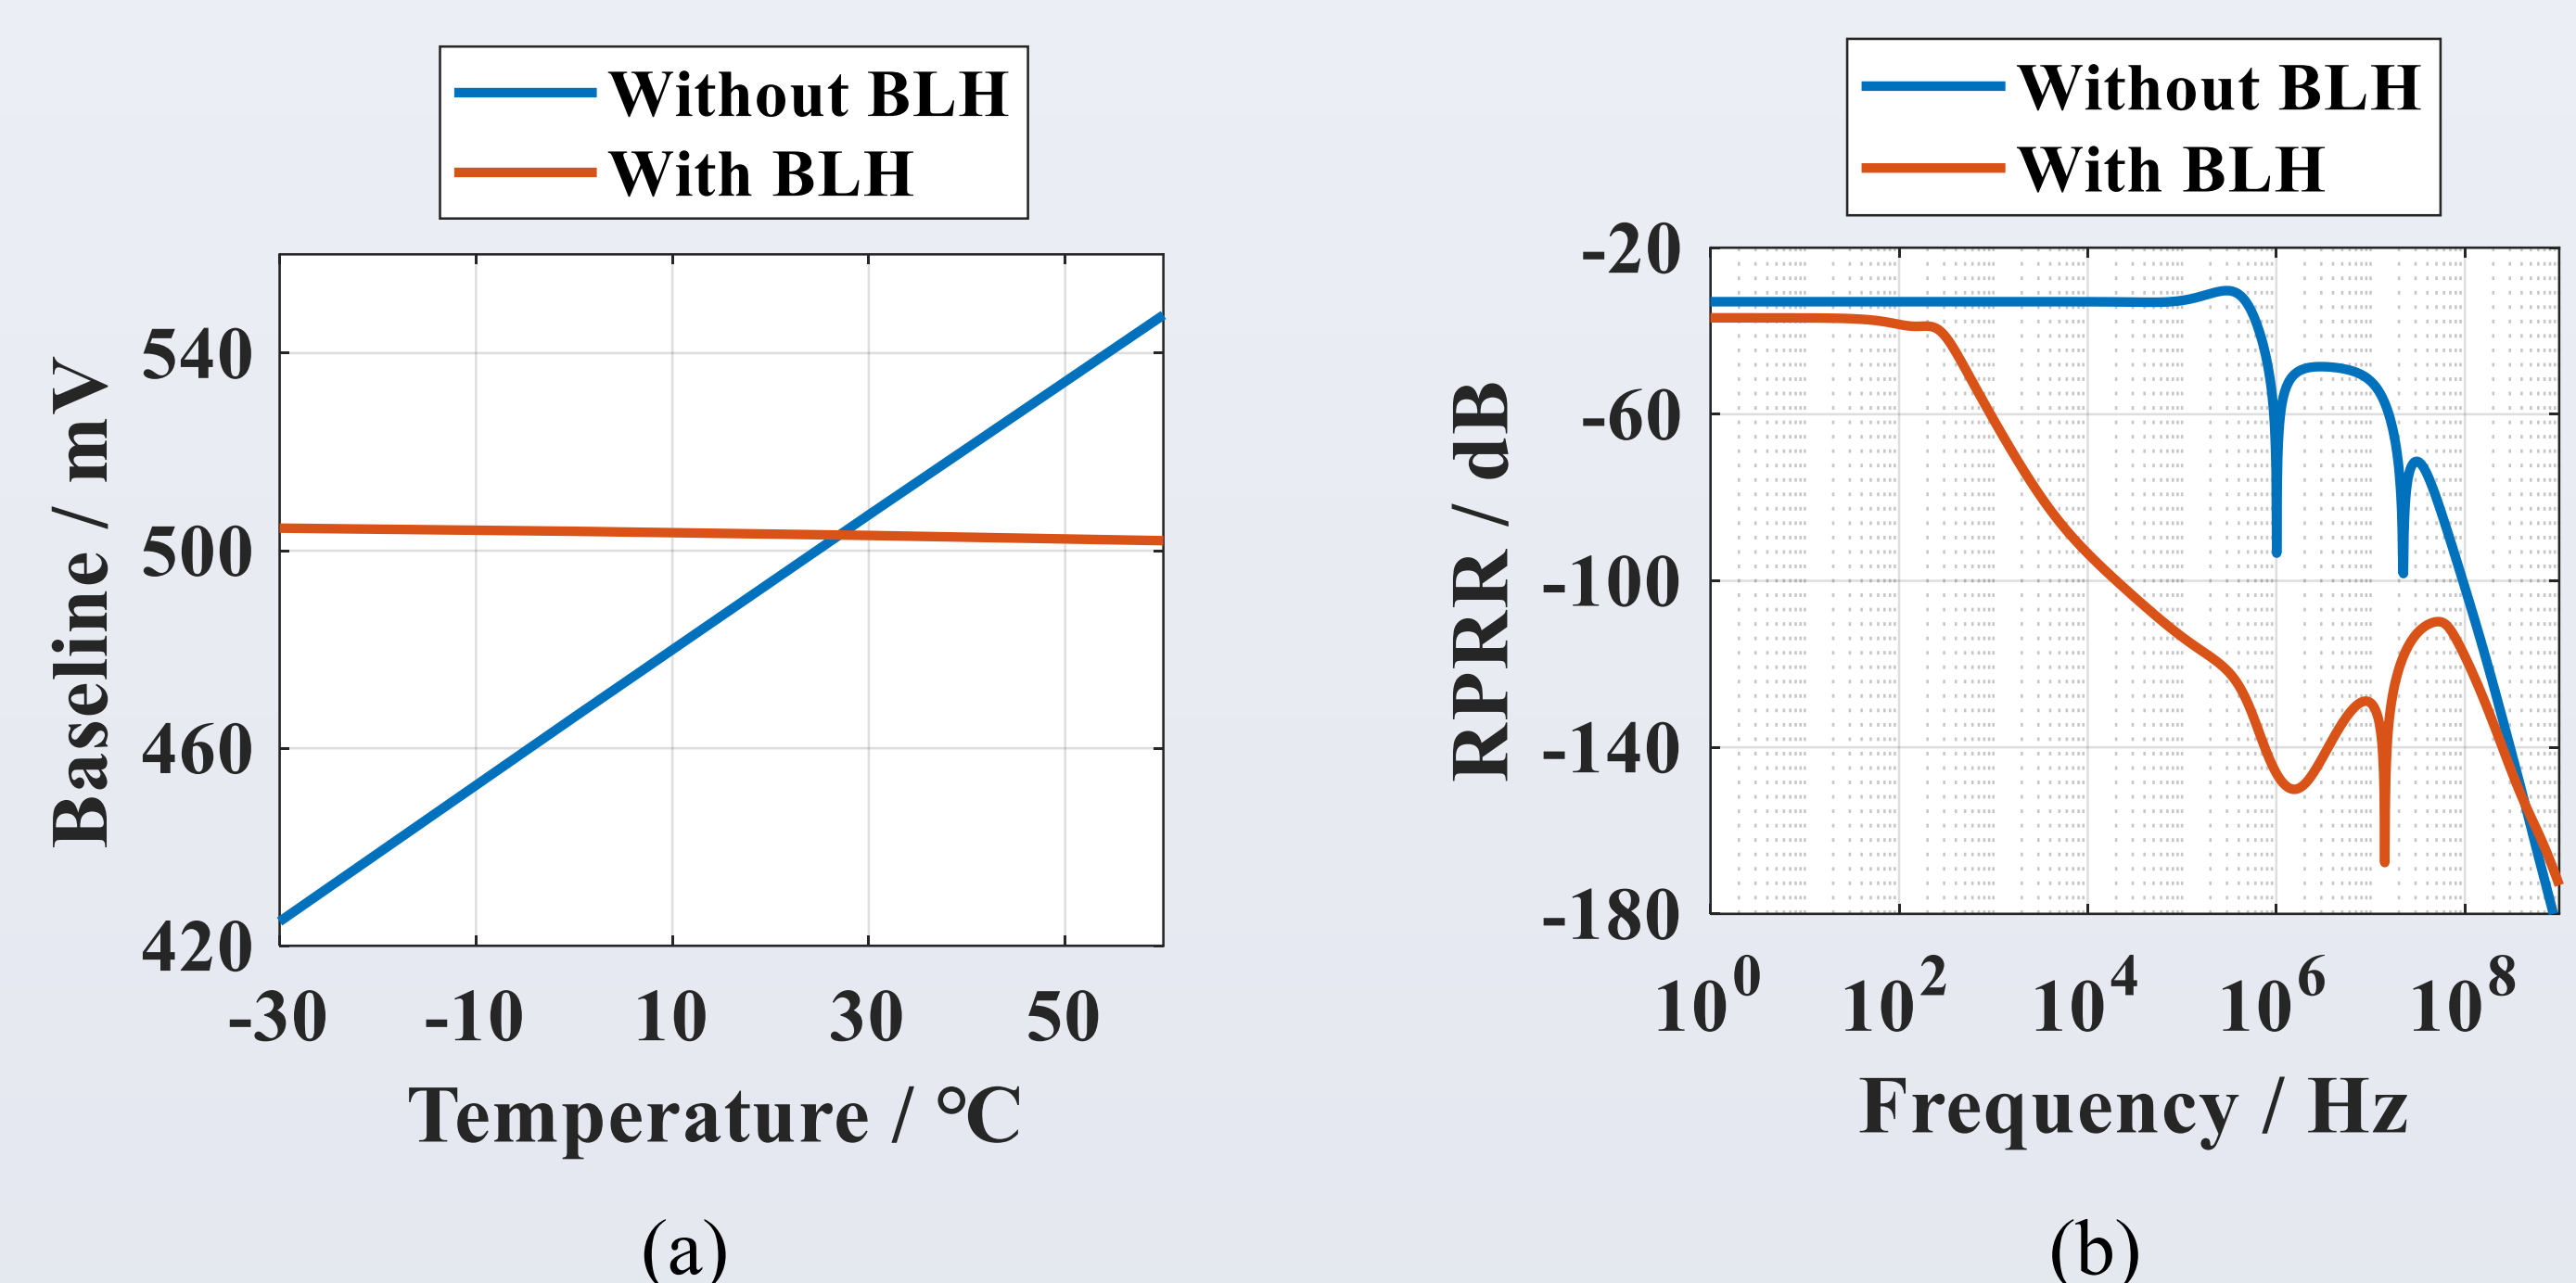 Without BLH
With BLH
540
500
460
420
Baseline / mV
-30 -10 10 30 50
Temperature / ℃
(a)
Without BLH
With BLH
-20
-60
-100
-140
-180
RPRR / dB
10^0 10^2 10^4 10^6 10^8
Frequency / Hz
(b)